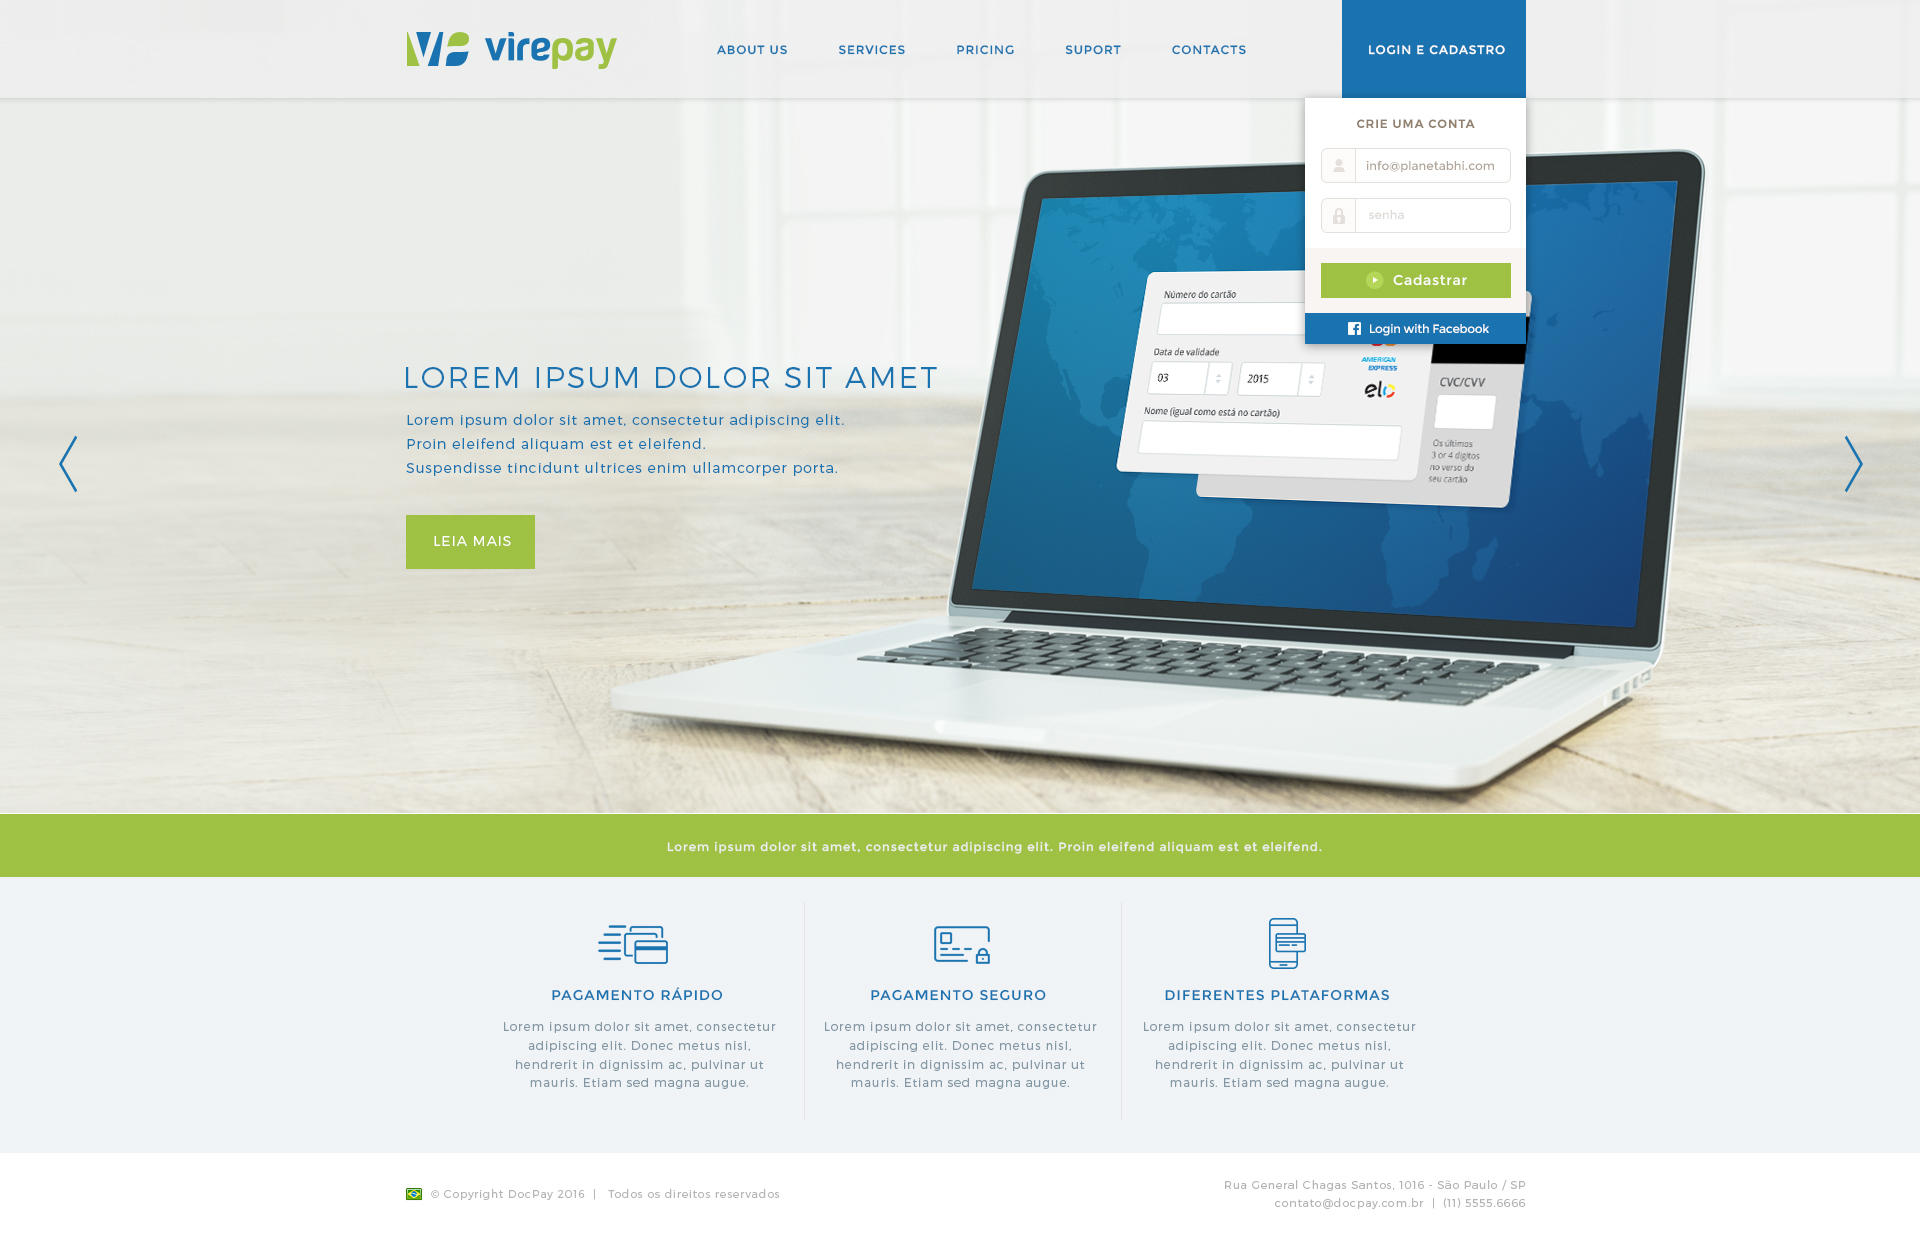 virepay
ABOUT US
SERVICES
PRICING
SUPORT
CONTACTS
LOGIN E CADASTRO
CRIE UMA CONTA
info@planetabhi.com
senha
Cadastrar
Login with Facebook
Número do cartão
Data de validade
03
2015
AMERICAN
EXPRESS
elo
Nome (igual como está no cartão)
CVC/CVV
Os últimos
3 or 4 digitos
no verso do
seu cartão
LOREM IPSUM DOLOR SIT AMET
Lorem ipsum dolor sit amet, consectetur adipiscing elit.
Proin eleifend aliquam est et eleifend.
Suspendisse tincidunt ultrices enim ullamcorper porta.
LEIA MAIS
Lorem ipsum dolor sit amet, consectetur adipiscing elit. Proin eleifend aliquam est et eleifend.
PAGAMENTO RÁPIDO
Lorem ipsum dolor sit amet, consectetur
adipiscing elit. Donec metus nisl,
hendrerit in dignissim ac, pulvinar ut
mauris. Etiam sed magna augue.
PAGAMENTO SEGURO
Lorem ipsum dolor sit amet, consectetur
adipiscing elit. Donec metus nisl,
hendrerit in dignissim ac, pulvinar ut
mauris. Etiam sed magna augue.
DIFERENTES PLATAFORMAS
Lorem ipsum dolor sit amet, consectetur
adipiscing elit. Donec metus nisl,
hendrerit in dignissim ac, pulvinar ut
mauris. Etiam sed magna augue.
© Copyright DocPay 2016 | Todos os direitos reservados
Rua General Chagas Santos, 1016 - São Paulo / SP
contato@docpay.com.br | (11) 5555.6666